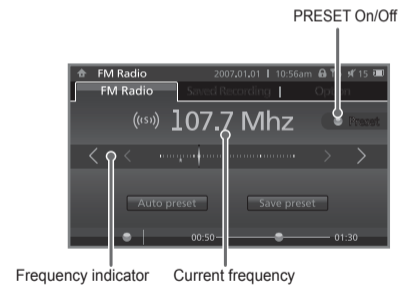 PRESET On/Off
FM Radio 2007.01.01 | 10:56am 15
FM Radio Saved Recording | Option
((S)) 107.7 Mhz Preset
Auto preset Save preset
00:50 01:30
Frequency indicator Current frequency